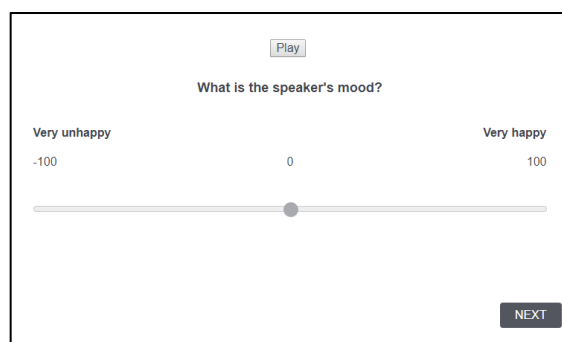 Play
What is the speaker's mood?
Very unhappy Very happy
-100 0 100
NEXT